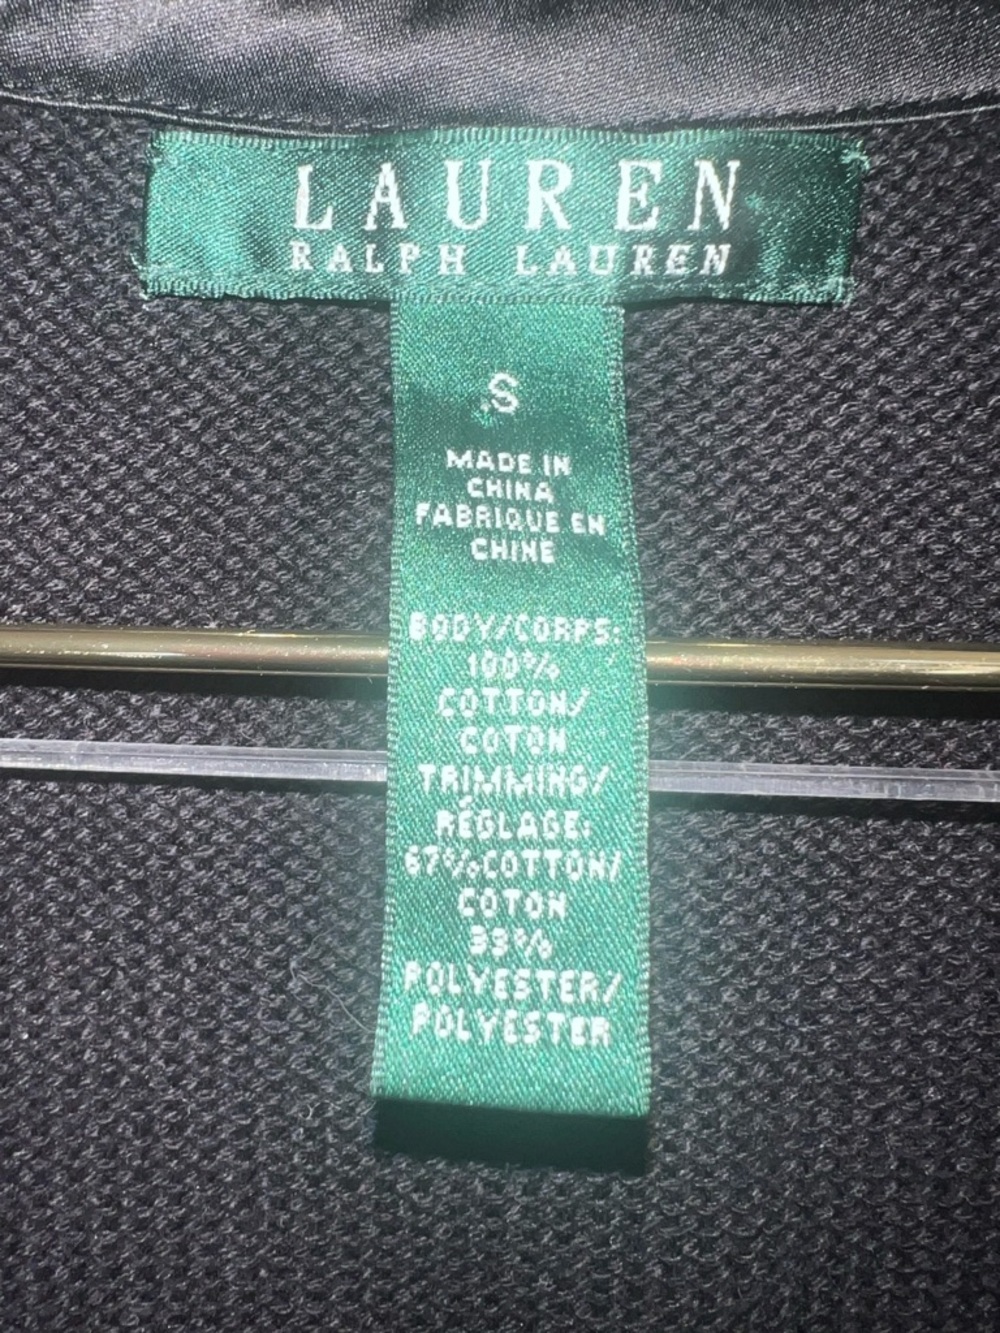 LAUREN
RALPH LAUREN
S
MADE IN
CHINA
FABRIQUE EN
CHINE
BODY/CORPS:
100%
COTTON/
COTON
TRIMMING/
RÉGLAGE:
67%COTTON/
COTON
33%
POLYESTER/
POLYESTER